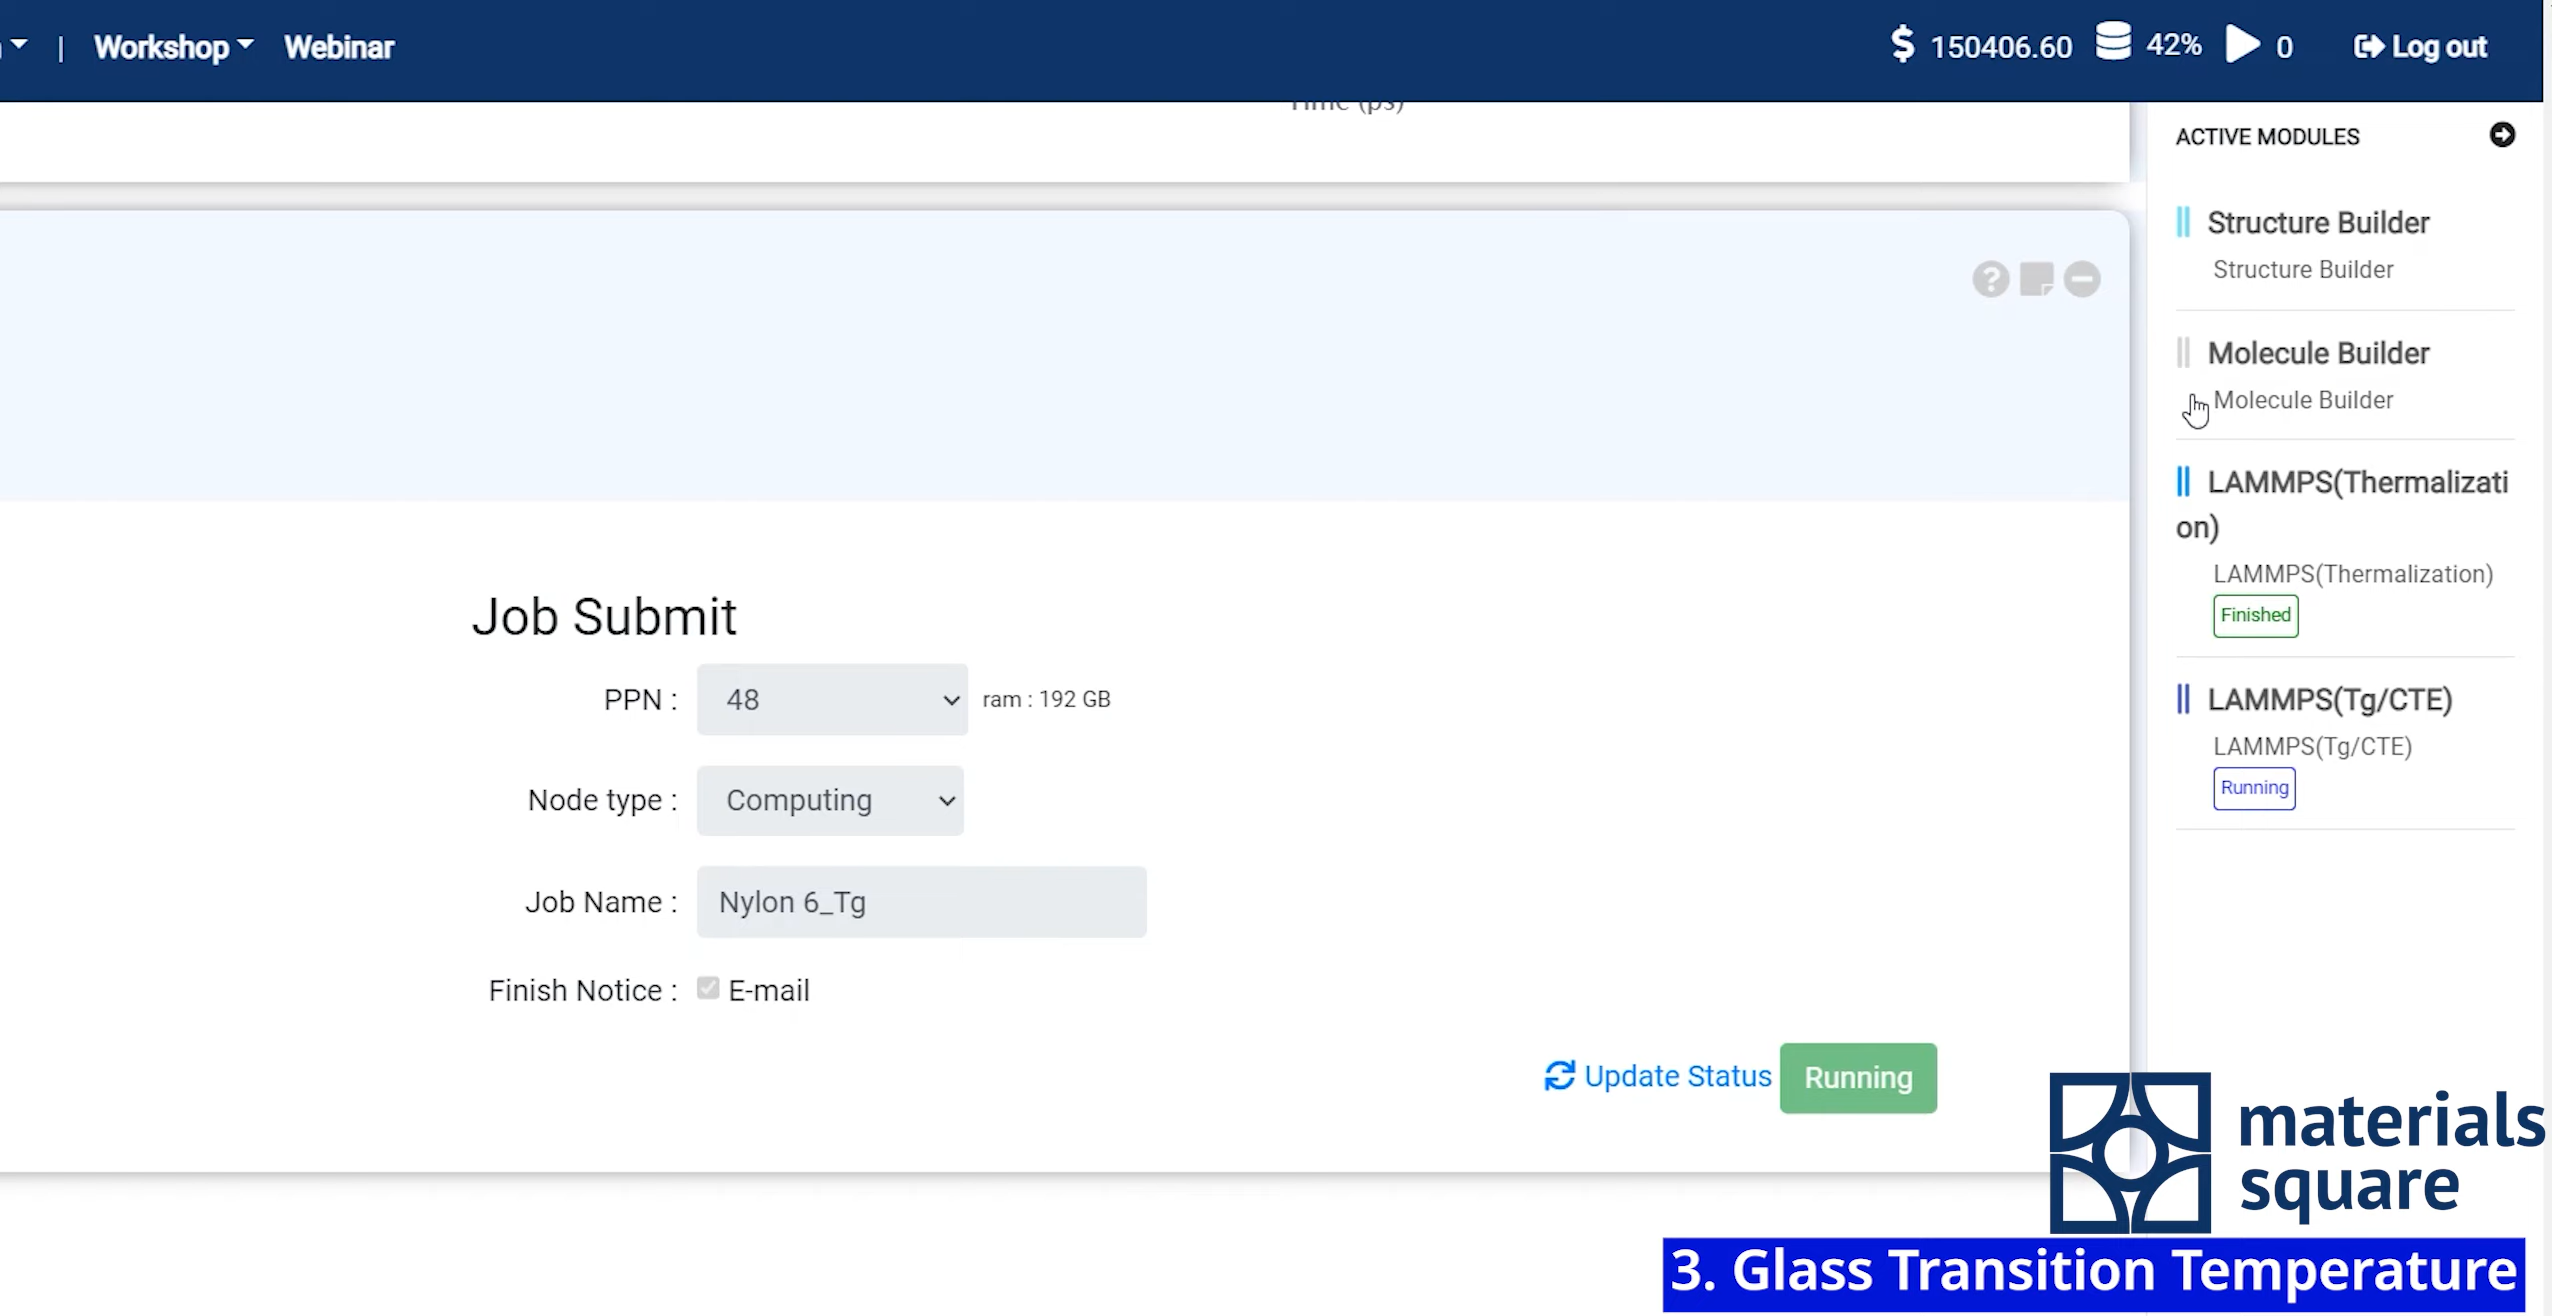 | Workshop Webinar $ 150406.60 42% 0 Log out
Time (ps)
ACTIVE MODULES
Structure Builder
Structure Builder
Molecule Builder
Molecule Builder
LAMMPS(Thermalizati
on)
LAMMPS(Thermalization)
Finished
LAMMPS(Tg/CTE)
LAMMPS(Tg/CTE)
Running
Job Submit
PPN : 48 ram : 192 GB
Node type : Computing
Job Name : Nylon 6_Tg
Finish Notice : E-mail
Update Status Running
materials
square
3. Glass Transition Temperature